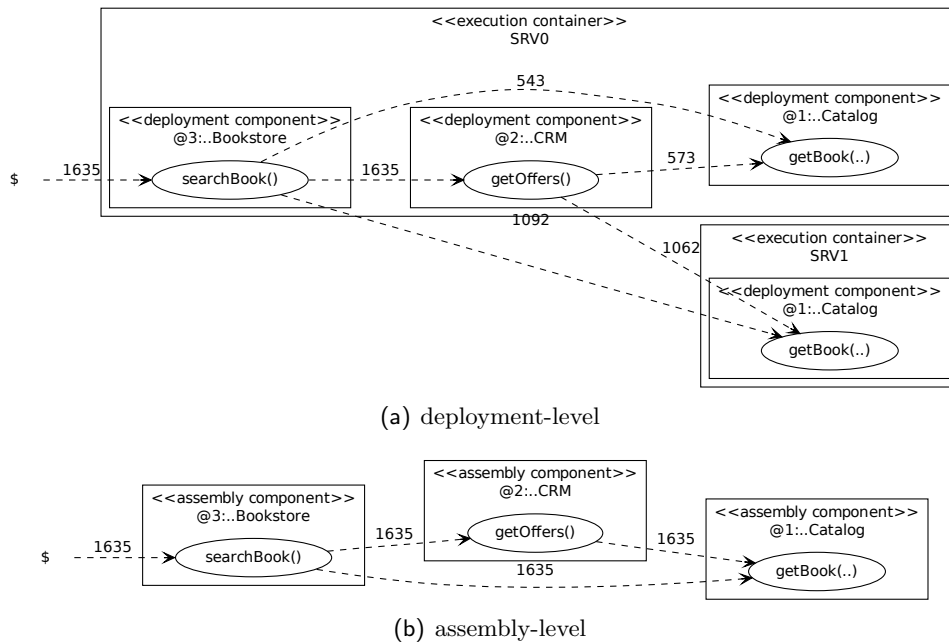 <<execution container>>
SRV0
543
<<deployment component>>
@3:..Bookstore
<<deployment component>>
@2:..CRM
<<deployment component>>
@1:..Catalog
$
1635
searchBook()
1635
getOffers()
573
getBook(..)
1092
1062
<<execution container>>
SRV1
<<deployment component>>
@1:..Catalog
getBook(..)
(a) deployment-level
<<assembly component>>
@3:..Bookstore
<<assembly component>>
@2:..CRM
<<assembly component>>
@1:..Catalog
$
1635
searchBook()
1635
getOffers()
1635
1635
getBook(..)
(b) assembly-level